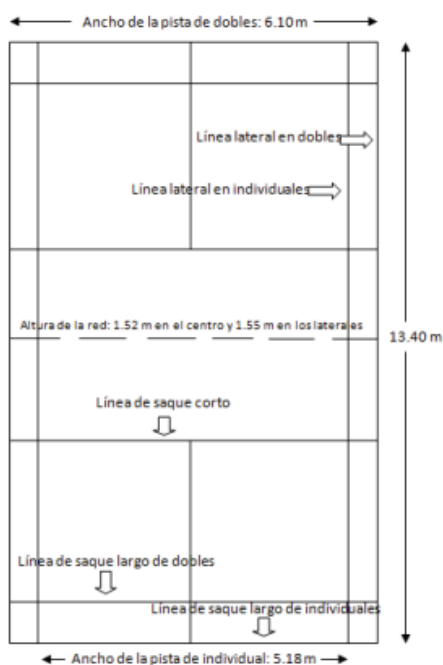 Ancho de la pista de dobles: 6.10 m
Línea lateral en dobles
Línea lateral en individuales
Altura de la red: 1.52 m en el centro y 1.55 m en los laterales
13.40 m
Línea de saque corto
Línea de saque largo de dobles
Línea de saque largo de individuales
Ancho de la pista de individual: 5.18 m